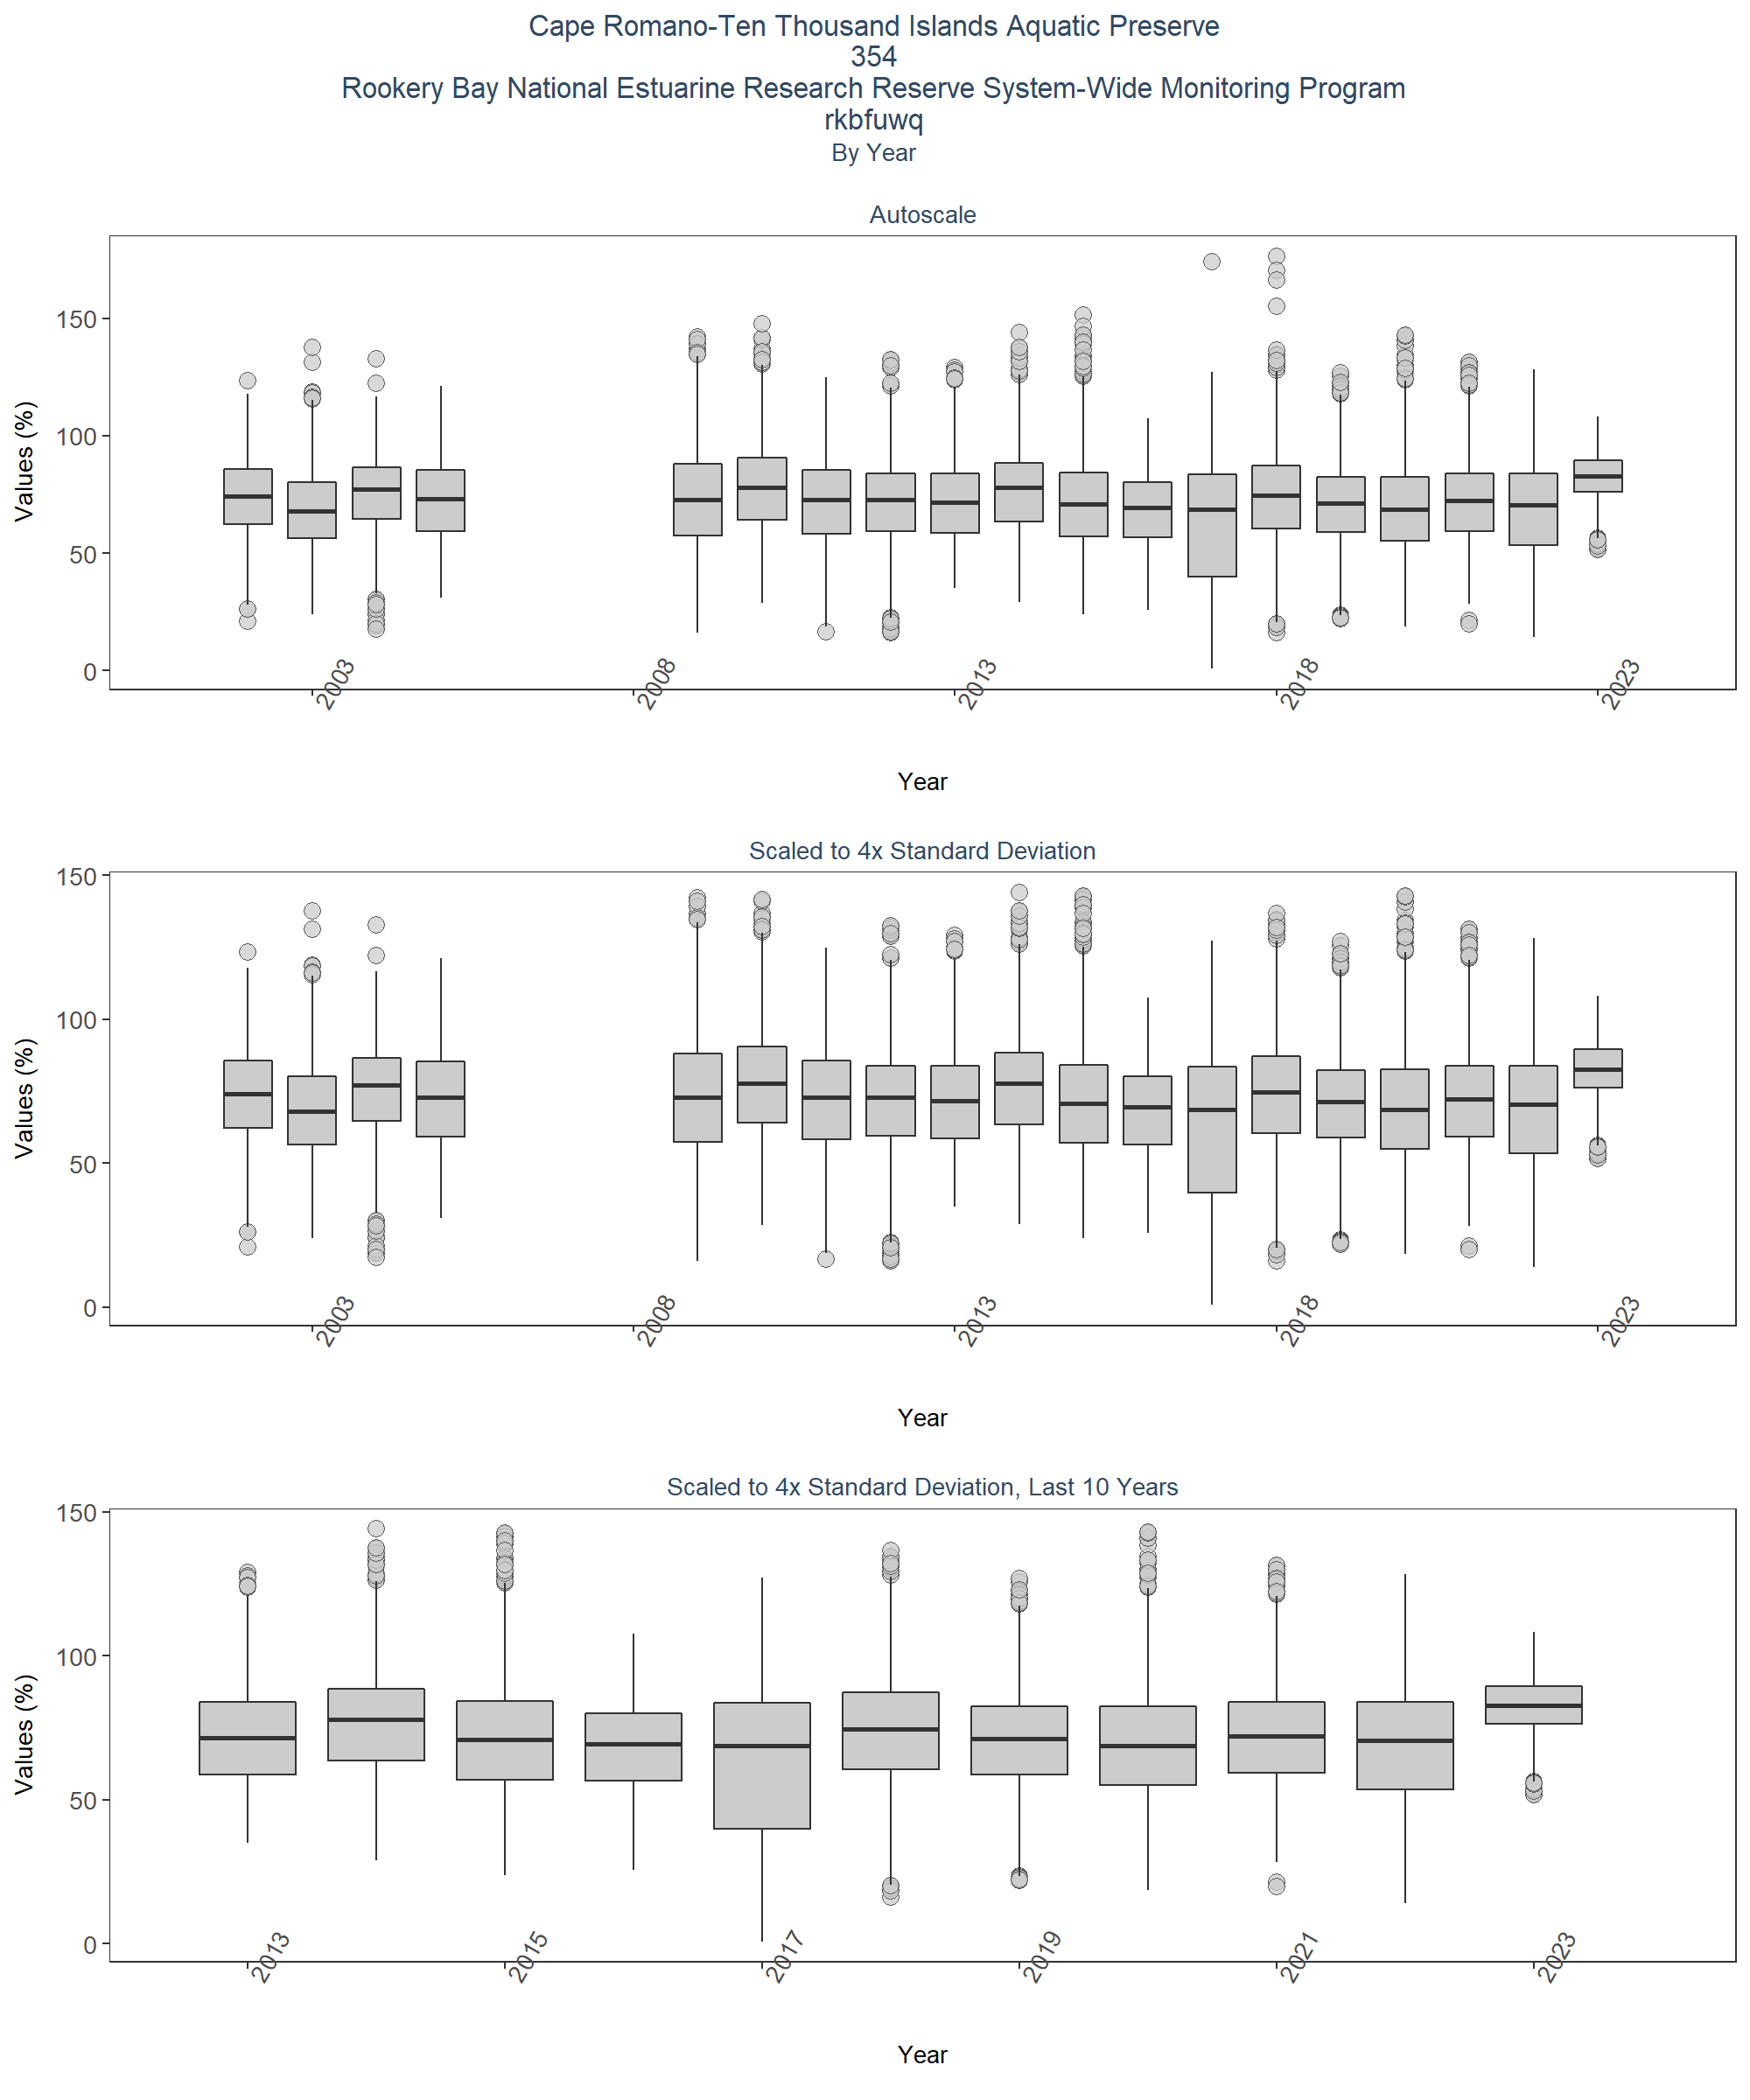 Cape Romano-Ten Thousand Islands Aquatic Preserve
354
Rookery Bay National Estuarine Research Reserve System-Wide Monitoring Program
rkbfuwq
By Year
Autoscale
Values (%)
150
100
50
0
2003 2008 2013 2018 2023
Year
Scaled to 4x Standard Deviation
Values (%)
150
100
50
0
2003 2008 2013 2018 2023
Year
Scaled to 4x Standard Deviation, Last 10 Years
Values (%)
150
100
50
0
2013 2015 2017 2019 2021 2023
Year